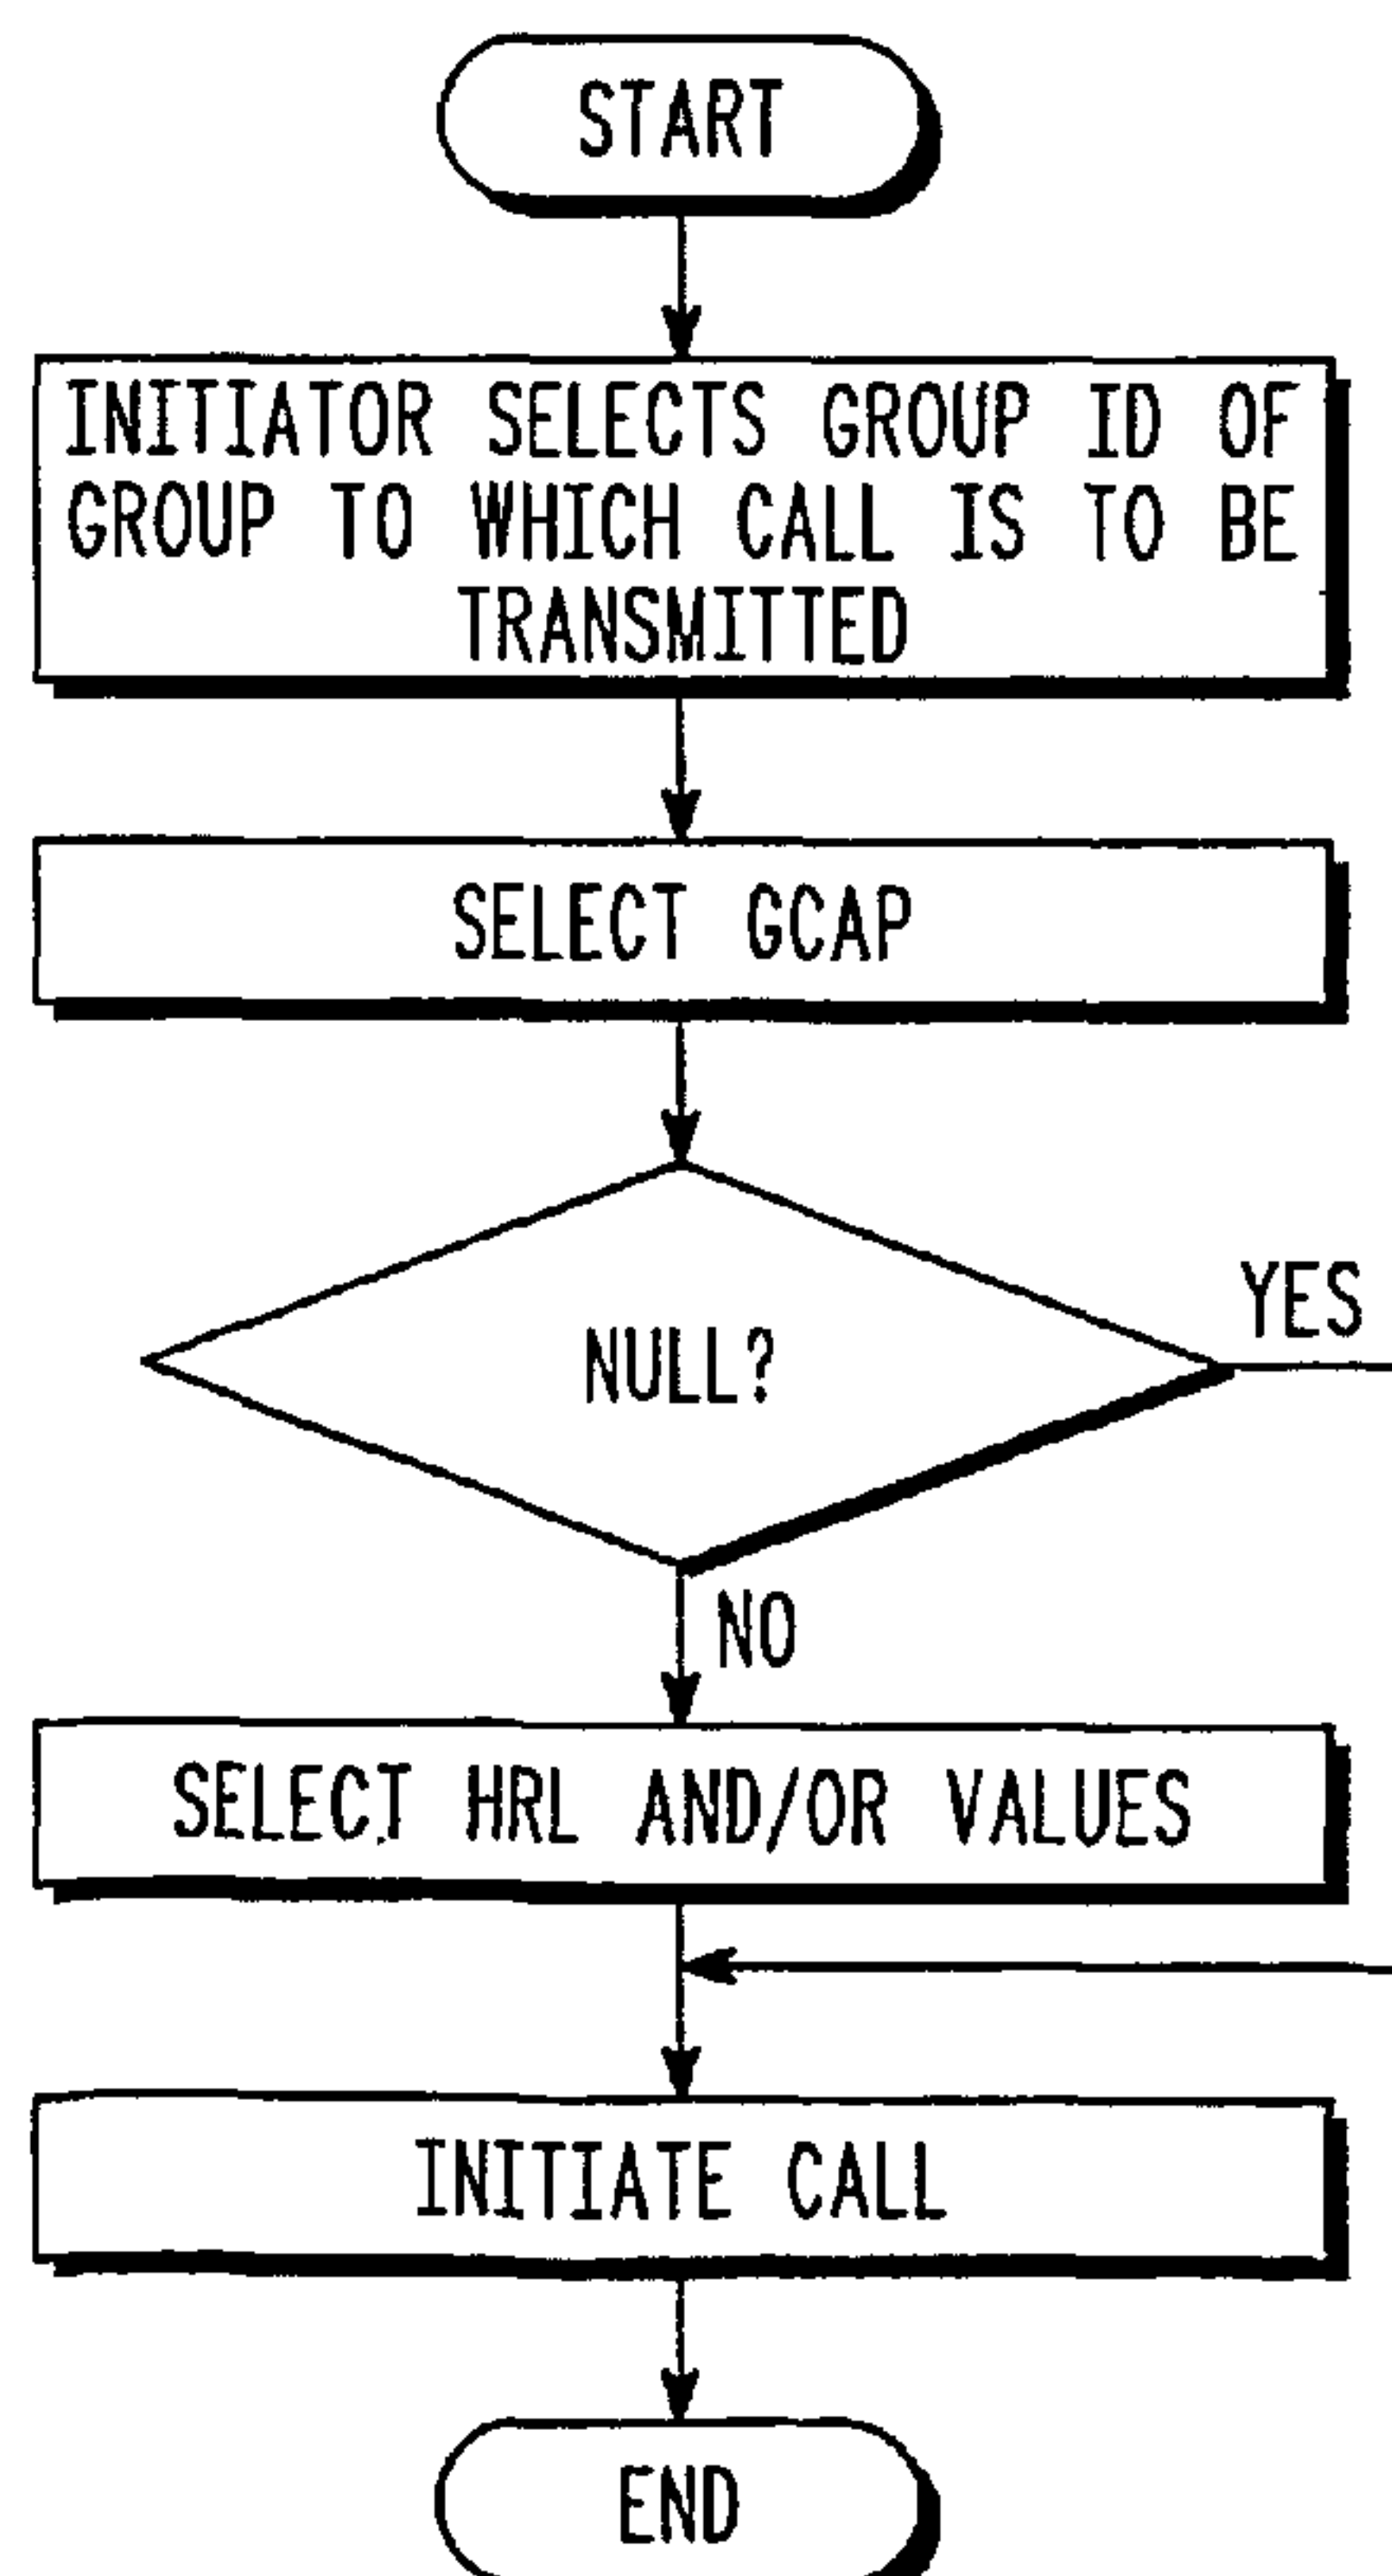 START
INITIATOR SELECTS GROUP ID OF
GROUP TO WHICH CALL IS TO BE
TRANSMITTED
SELECT GCAP
NULL?
YES
NO
SELECT HRL AND/OR VALUES
INITIATE CALL
END